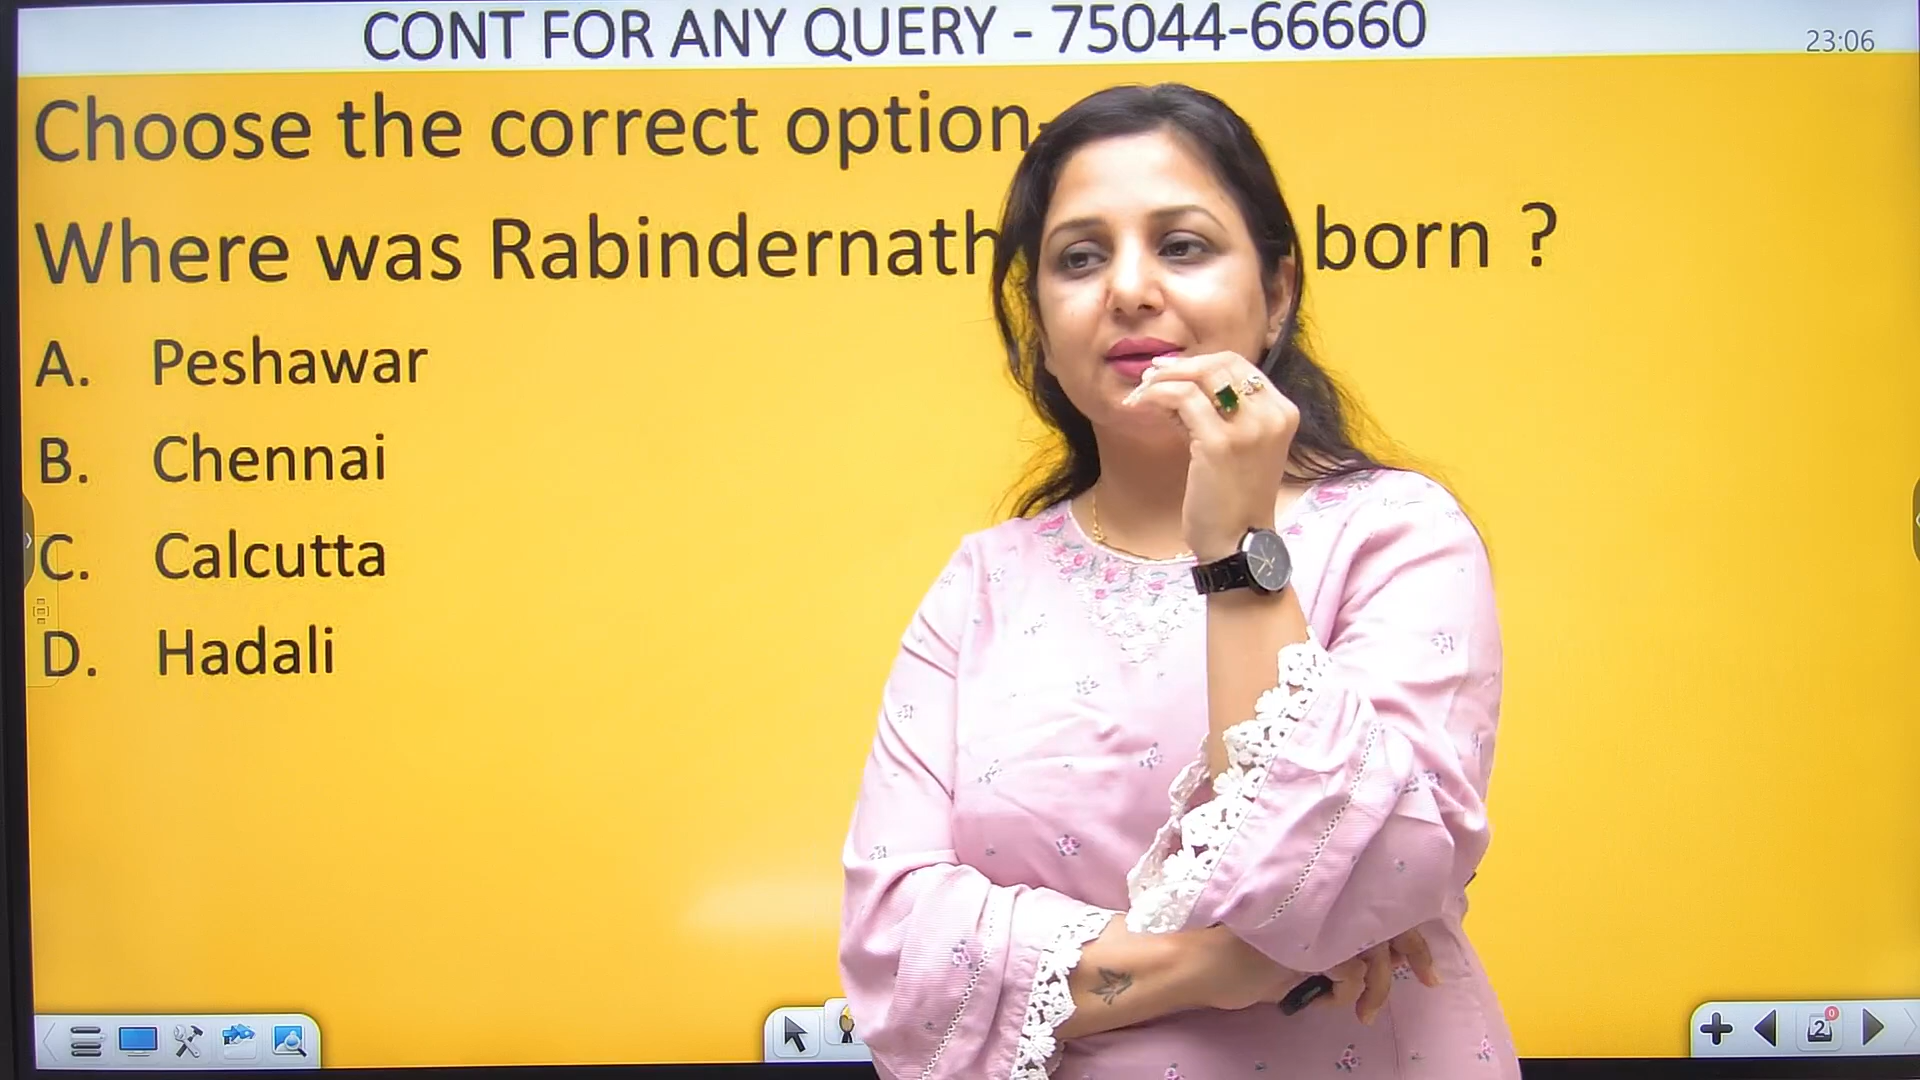 CONT FOR ANY QUERY - 75044-66660
23:06
Choose the correct option-
Where was Rabindernath born ?
A. Peshawar
B. Chennai
C. Calcutta
D. Hadali
2
0